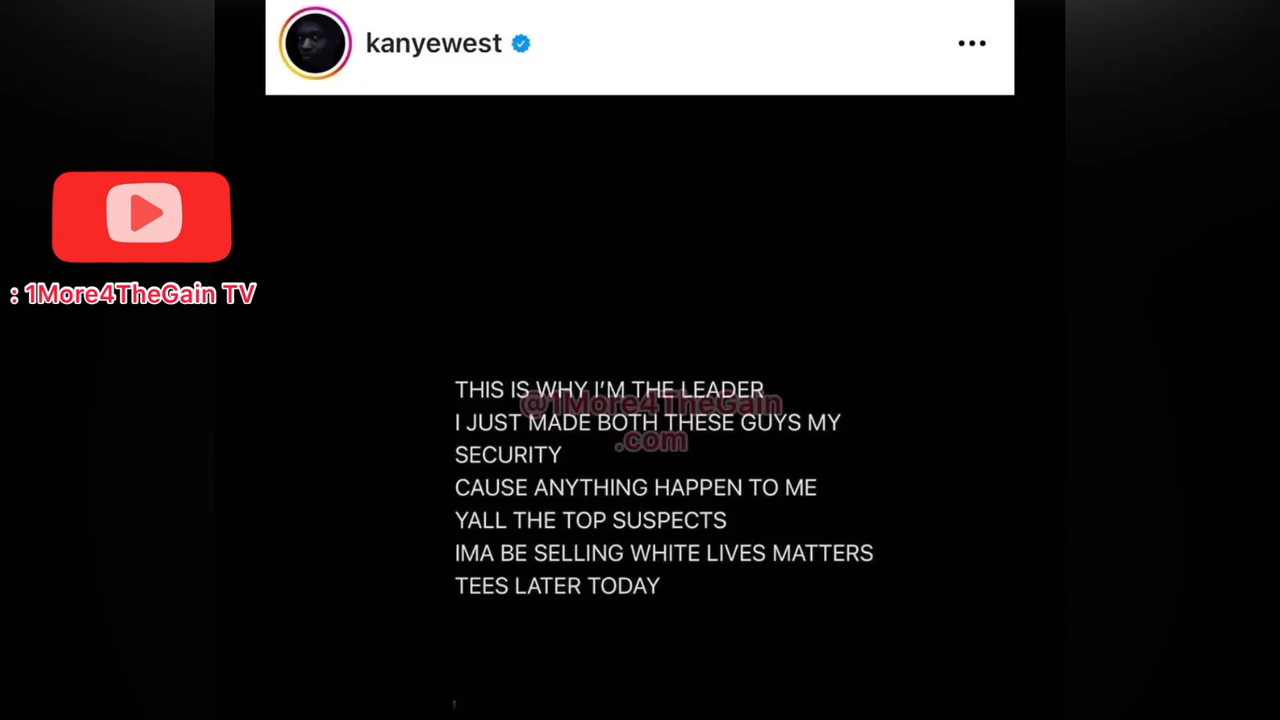 kanyewest
: 1More4TheGain TV
THIS IS WHY I'M THE LEADER
@1More4TheGain
I JUST MADE BOTH THESE GUYS MY
.com
SECURITY
CAUSE ANYTHING HAPPEN TO ME
YALL THE TOP SUSPECTS
IMA BE SELLING WHITE LIVES MATTERS
TEES LATER TODAY